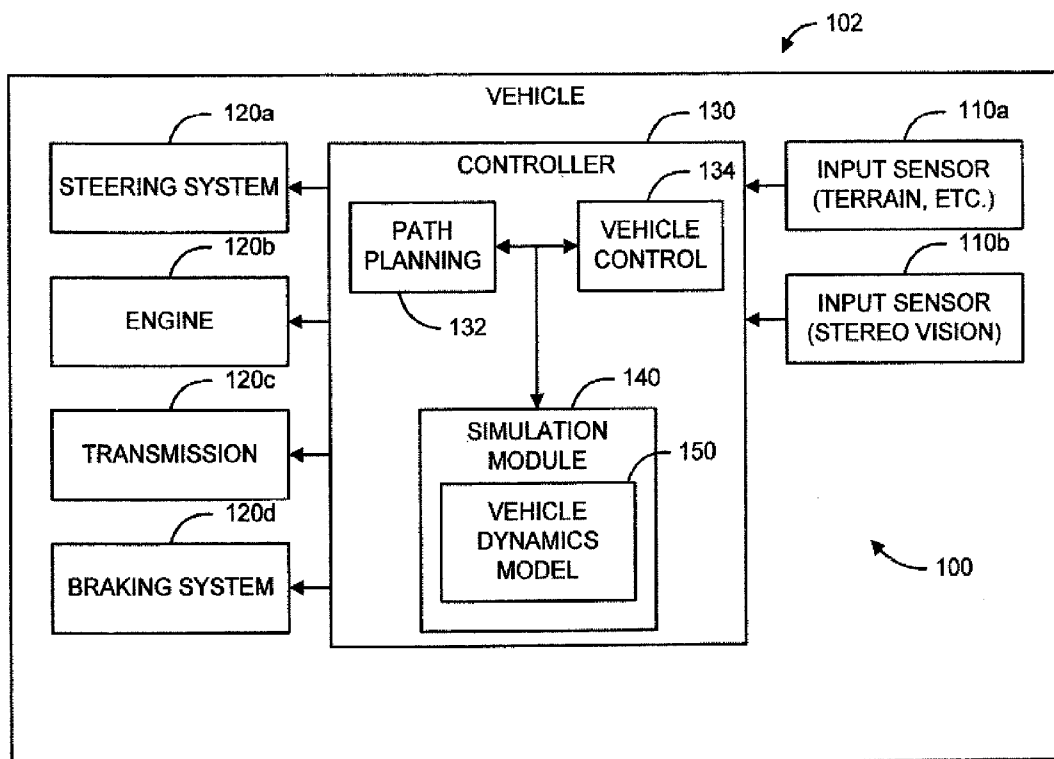 102
VEHICLE
120a
STEERING SYSTEM
120b
ENGINE
120c
TRANSMISSION
120d
BRAKING SYSTEM
130
CONTROLLER
134
PATH
PLANNING
132
VEHICLE
CONTROL
140
SIMULATION
MODULE
150
VEHICLE
DYNAMICS
MODEL
110a
INPUT SENSOR
(TERRAIN, ETC.)
110b
INPUT SENSOR
(STEREO VISION)
100